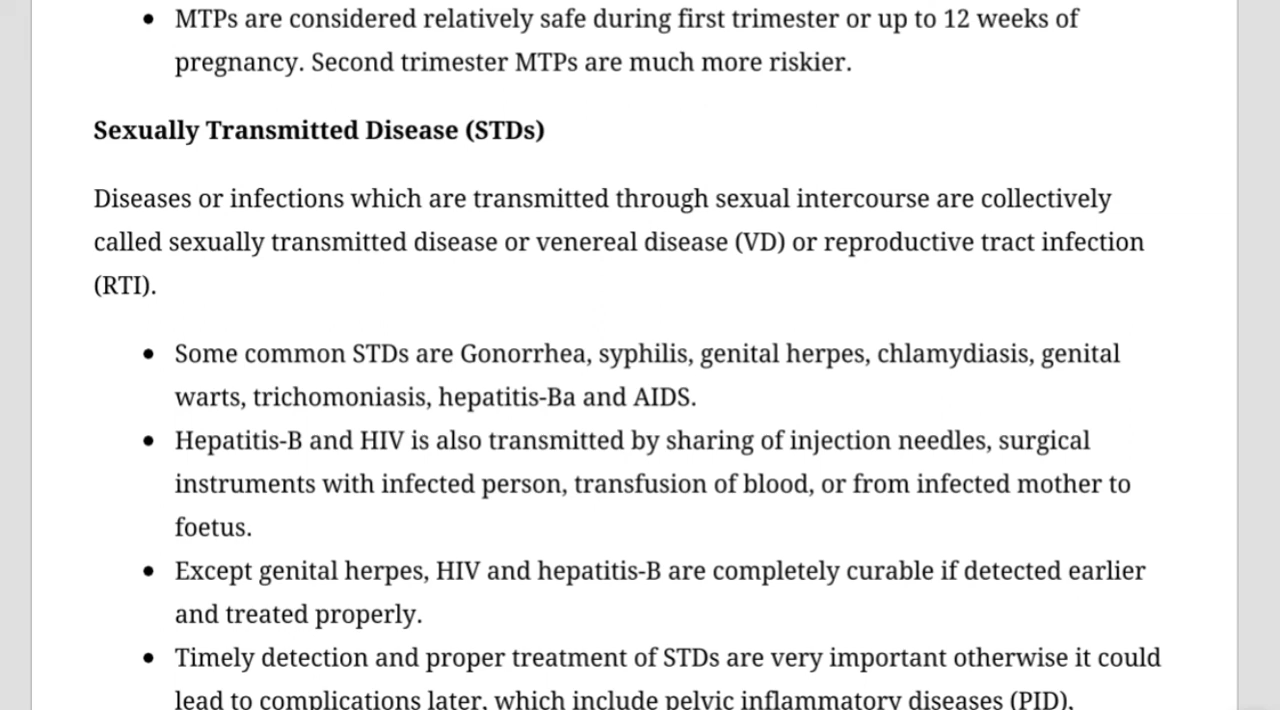 • MTPs are considered relatively safe during first trimester or up to 12 weeks of
pregnancy. Second trimester MTPs are much more riskier.
Sexually Transmitted Disease (STDs)
Diseases or infections which are transmitted through sexual intercourse are collectively
called sexually transmitted disease or venereal disease (VD) or reproductive tract infection
(RTI).
• Some common STDs are Gonorrhea, syphilis, genital herpes, chlamydiasis, genital
warts, trichomoniasis, hepatitis-Ba and AIDS.
• Hepatitis-B and HIV is also transmitted by sharing of injection needles, surgical
instruments with infected person, transfusion of blood, or from infected mother to
foetus.
• Except genital herpes, HIV and hepatitis-B are completely curable if detected earlier
and treated properly.
• Timely detection and proper treatment of STDs are very important otherwise it could
lead to complications later, which include pelvic inflammatory diseases (PID),